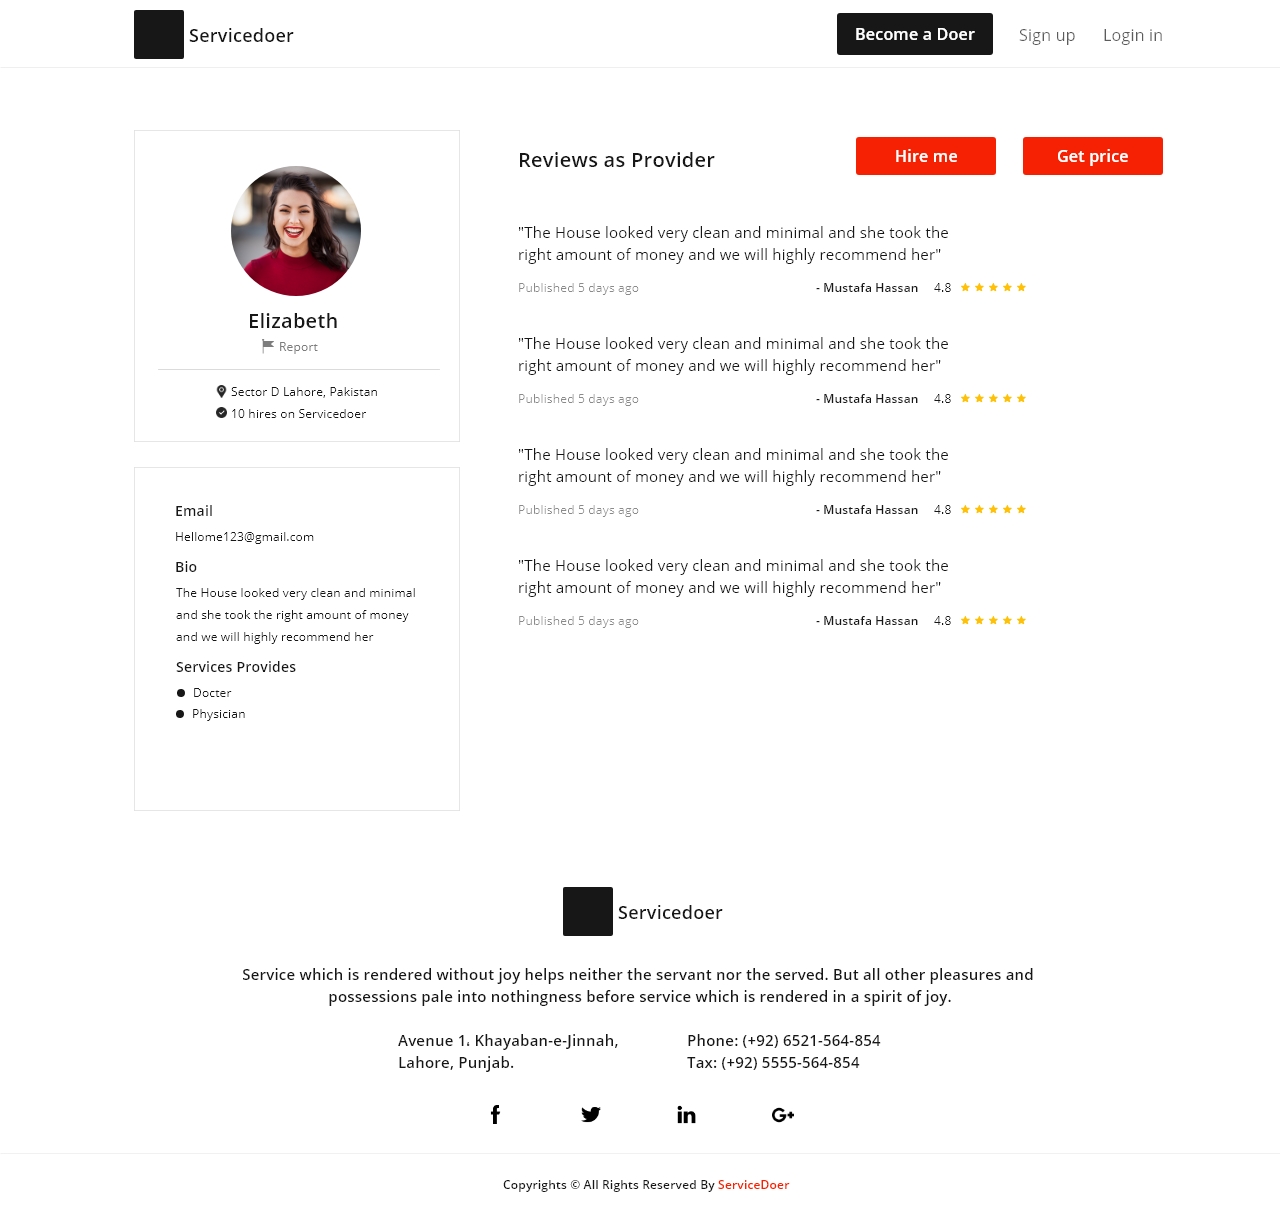 Servicedoer
Become a Doer
Sign up
Login in
Elizabeth
Report
Sector D Lahore, Pakistan
10 hires on Servicedoer
Email
Hellome123@gmail.com
Bio
The House looked very clean and minimal
and she took the right amount of money
and we will highly recommend her
Services Provides
Docter
Physician
Reviews as Provider
Hire me
Get price
"The House looked very clean and minimal and she took the
right amount of money and we will highly recommend her"
Published 5 days ago
- Mustafa Hassan 4.8
"The House looked very clean and minimal and she took the
right amount of money and we will highly recommend her"
Published 5 days ago
- Mustafa Hassan 4.8
"The House looked very clean and minimal and she took the
right amount of money and we will highly recommend her"
Published 5 days ago
- Mustafa Hassan 4.8
"The House looked very clean and minimal and she took the
right amount of money and we will highly recommend her"
Published 5 days ago
- Mustafa Hassan 4.8
Servicedoer
Service which is rendered without joy helps neither the servant nor the served. But all other pleasures and
possessions pale into nothingness before service which is rendered in a spirit of joy.
Avenue 1. Khayaban-e-Jinnah,
Lahore, Punjab.
Phone: (+92) 6521-564-854
Tax: (+92) 5555-564-854
Copyrights © All Rights Reserved By ServiceDoer